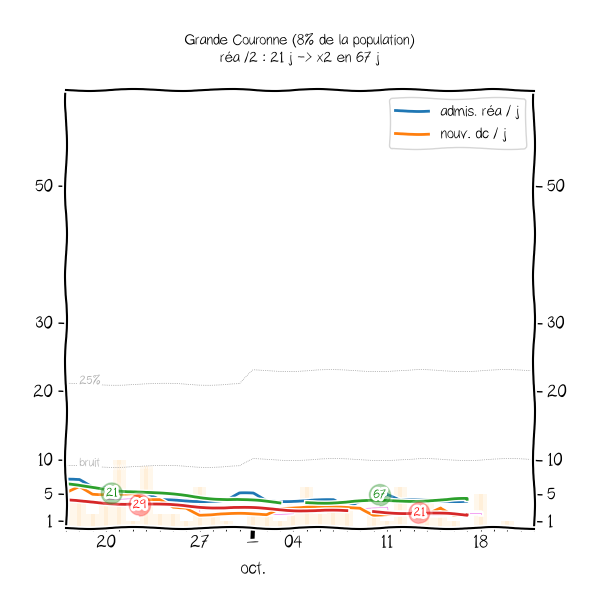 Grande Couronne (8% de la population)
réa /2 : 21 j -> x2 en 67 j
admis. réa / j
nouv. dc / j
50 50
30 30
25%
20 20
bruit
10 10
21 29 67 21
5 5
1 1
20 27 04 11 18
oct.